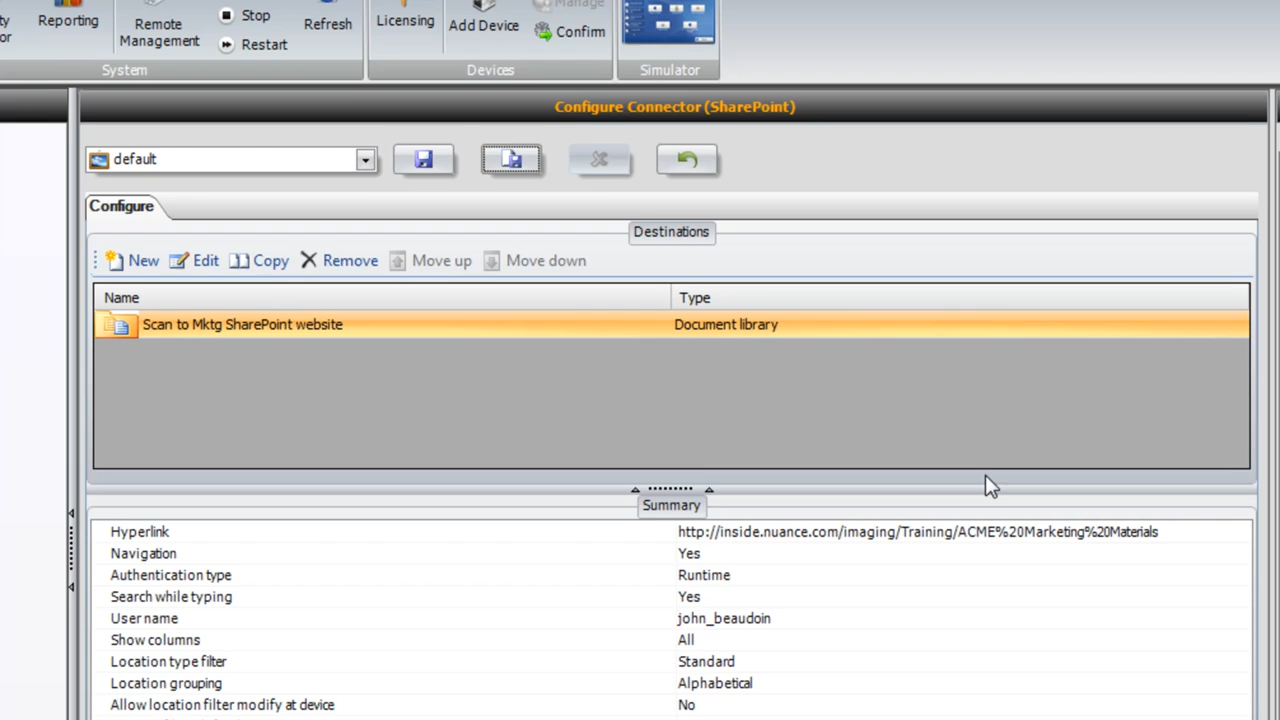 Reporting
Remote Management
Stop
Restart
Refresh
System
Licensing
Add Device
Manage
Confirm
Devices
Simulator
Configure Connector (SharePoint)
default
Configure
Destinations
New Edit Copy Remove Move up Move down
Name Type
Scan to Mktg SharePoint website Document library
Summary
Hyperlink http://inside.nuance.com/imaging/Training/ACME%20Marketing%20Materials
Navigation Yes
Authentication type Runtime
Search while typing Yes
User name john_beaudoin
Show columns All
Location type filter Standard
Location grouping Alphabetical
Allow location filter modify at device No